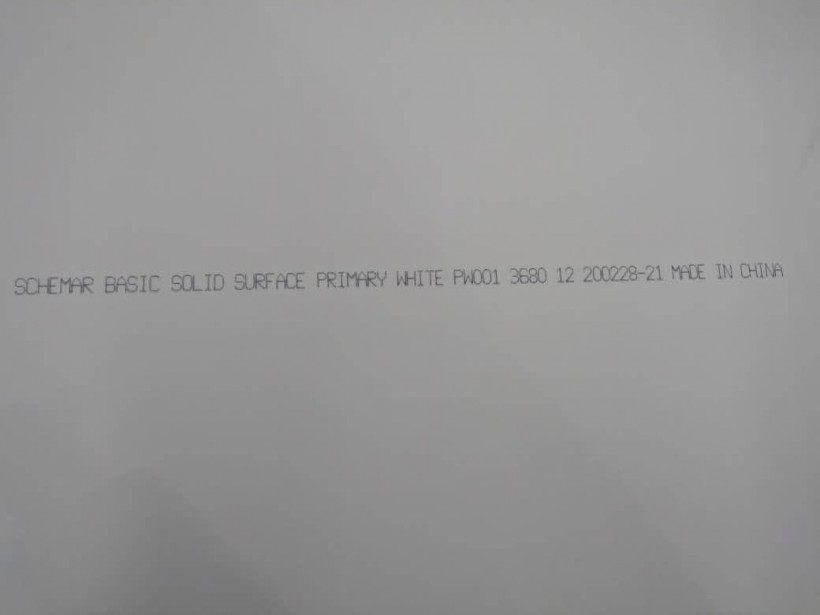 SCHEMAR BASIC SOLID SURFACE PRIMARY WHITE PW001 3680 12 200228-21 MADE IN CHINA